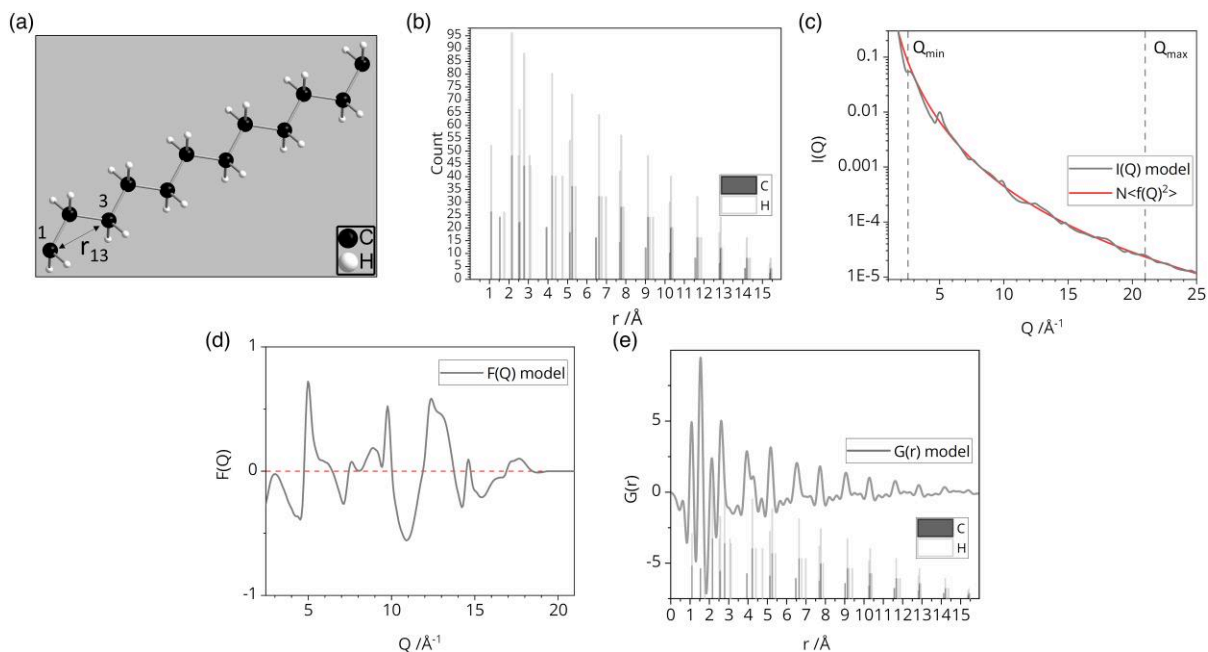 (a)
1
3
r13
C
H
(b)
95
90
85
80
75
70
65
60
55
50
45
40
35
30
25
20
15
10
5
0
Count
1 2 3 4 5 6 7 8 9 10 11 12 13 14 15
r /Å
C
H
(c)
Qmin
Qmax
0.1
0.01
0.001
1E-4
1E-5
I(Q)
I(Q) model
N<f(Q)²>
5 10 15 20 25
Q /Å⁻¹
(d)
1
0
-1
F(Q)
F(Q) model
5 10 15 20
Q /Å⁻¹
(e)
5
0
-5
G(r)
G(r) model
C
H
0 1 2 3 4 5 6 7 8 9 10 11 12 13 14 15
r /Å